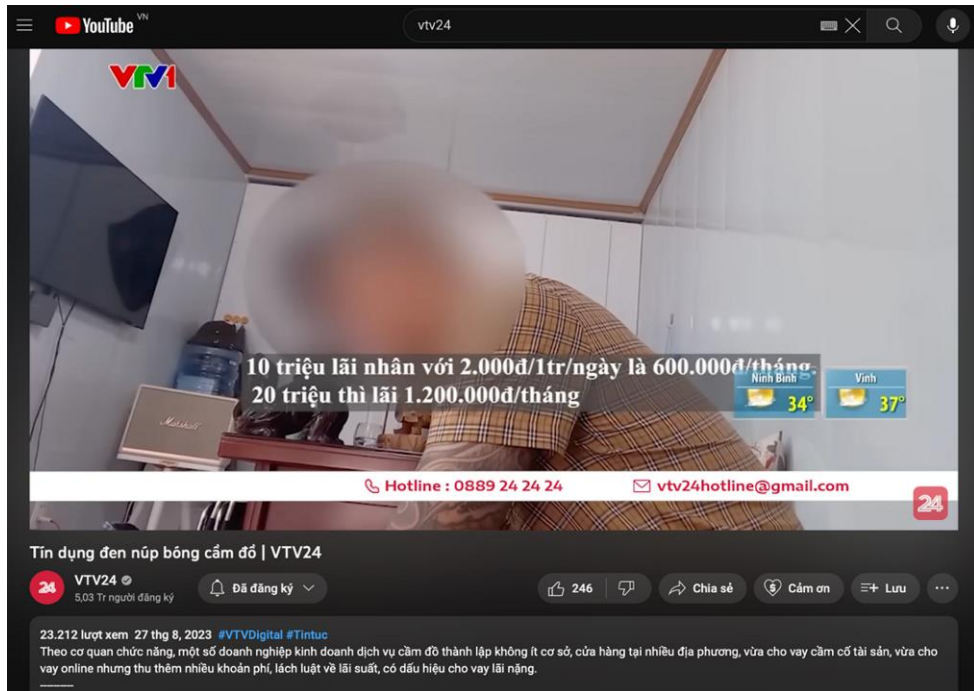 YouTube VN
vtv24
VTV1
Marshall
10 triệu lãi nhân với 2.000đ/1tr/ngày là 600.000đ/tháng.
20 triệu thì lãi 1.200.000đ/tháng
Ninh Bình 34°
Vinh 37°
Hotline : 0889 24 24 24 vtv24hotline@gmail.com
24
Tín dụng đen núp bóng cầm đồ | VTV24
24 VTV24
5,03 Tr người đăng ký
Đã đăng ký
246
Chia sẻ
Cảm ơn
Lưu
23.212 lượt xem 27 thg 8, 2023 #VTVDigital #Tintuc
Theo cơ quan chức năng, một số doanh nghiệp kinh doanh dịch vụ cầm đồ thành lập không ít cơ sở, cửa hàng tại nhiều địa phương, vừa cho vay cầm cố tài sản, vừa cho
vay online nhưng thu thêm nhiều khoản phí, lách luật về lãi suất, có dấu hiệu cho vay lãi nặng.